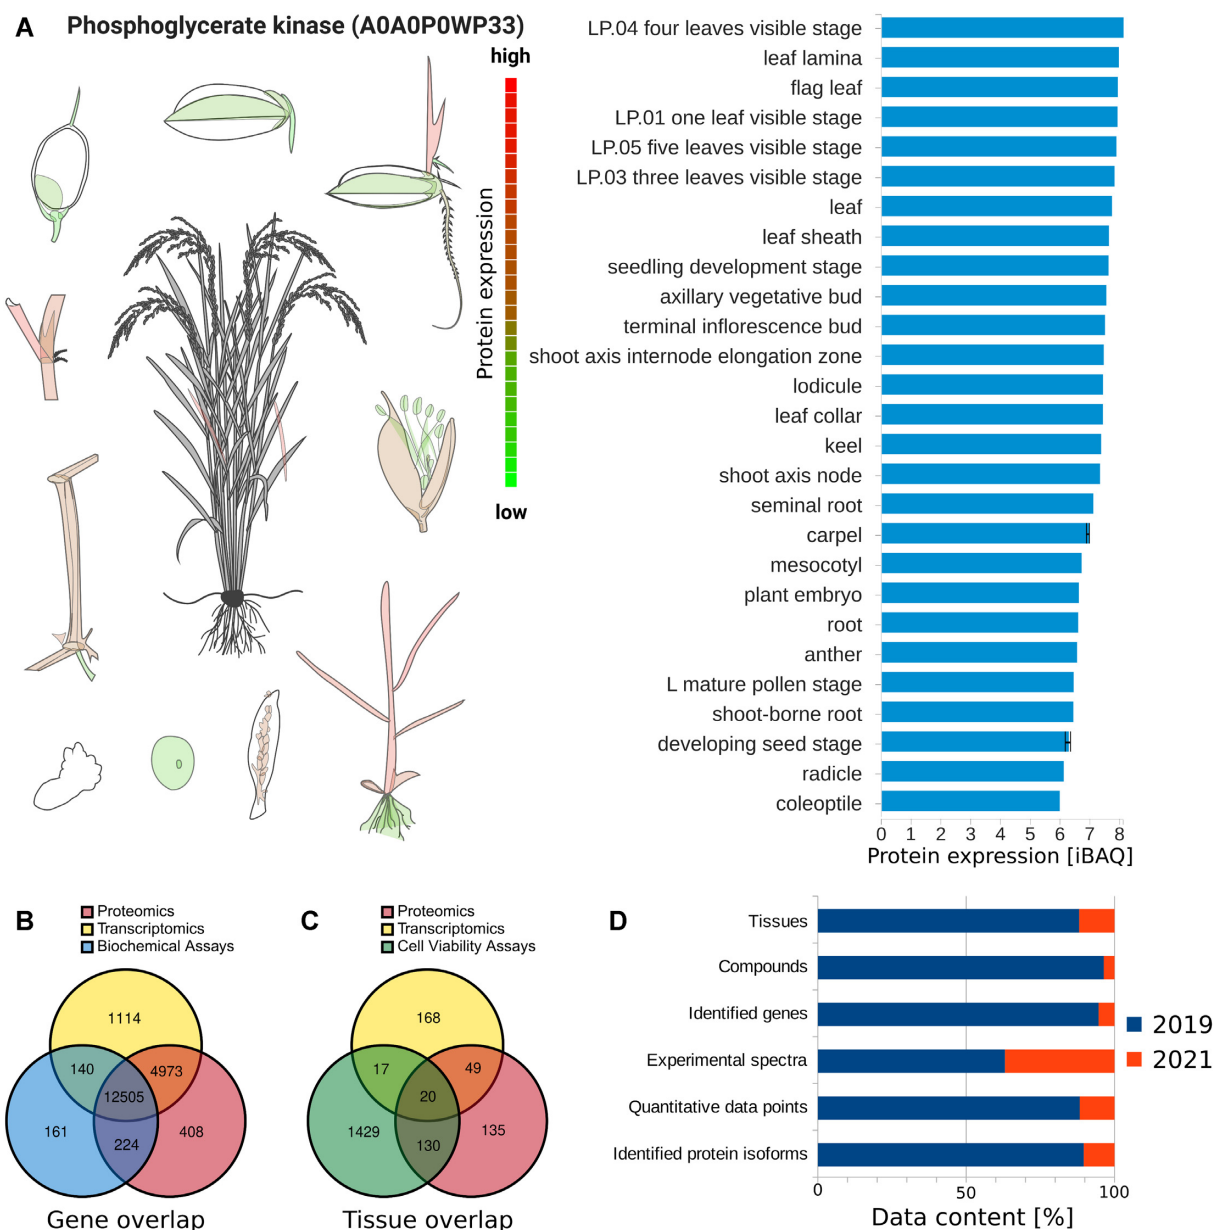 A
Phosphoglycerate kinase (A0A0P0WP33)
high
Protein expression
low
LP.04 four leaves visible stage
leaf lamina
flag leaf
LP.01 one leaf visible stage
LP.05 five leaves visible stage
LP.03 three leaves visible stage
leaf
leaf sheath
seedling development stage
axillary vegetative bud
terminal inflorescence bud
shoot axis internode elongation zone
lodicule
leaf collar
keel
shoot axis node
seminal root
carpel
mesocotyl
plant embryo
root
anther
L mature pollen stage
shoot-borne root
developing seed stage
radicle
coleoptile
0 1 2 3 4 5 6 7 8
Protein expression [iBAQ]
B
Proteomics
Transcriptomics
Biochemical Assays
1114
140
4973
12505
161
224
408
Gene overlap
C
Proteomics
Transcriptomics
Cell Viability Assays
168
17
49
20
1429
130
135
Tissue overlap
D
Tissues
Compounds
Identified genes
Experimental spectra
Quantitative data points
Identified protein isoforms
0 50 100
Data content [%]
2019
2021